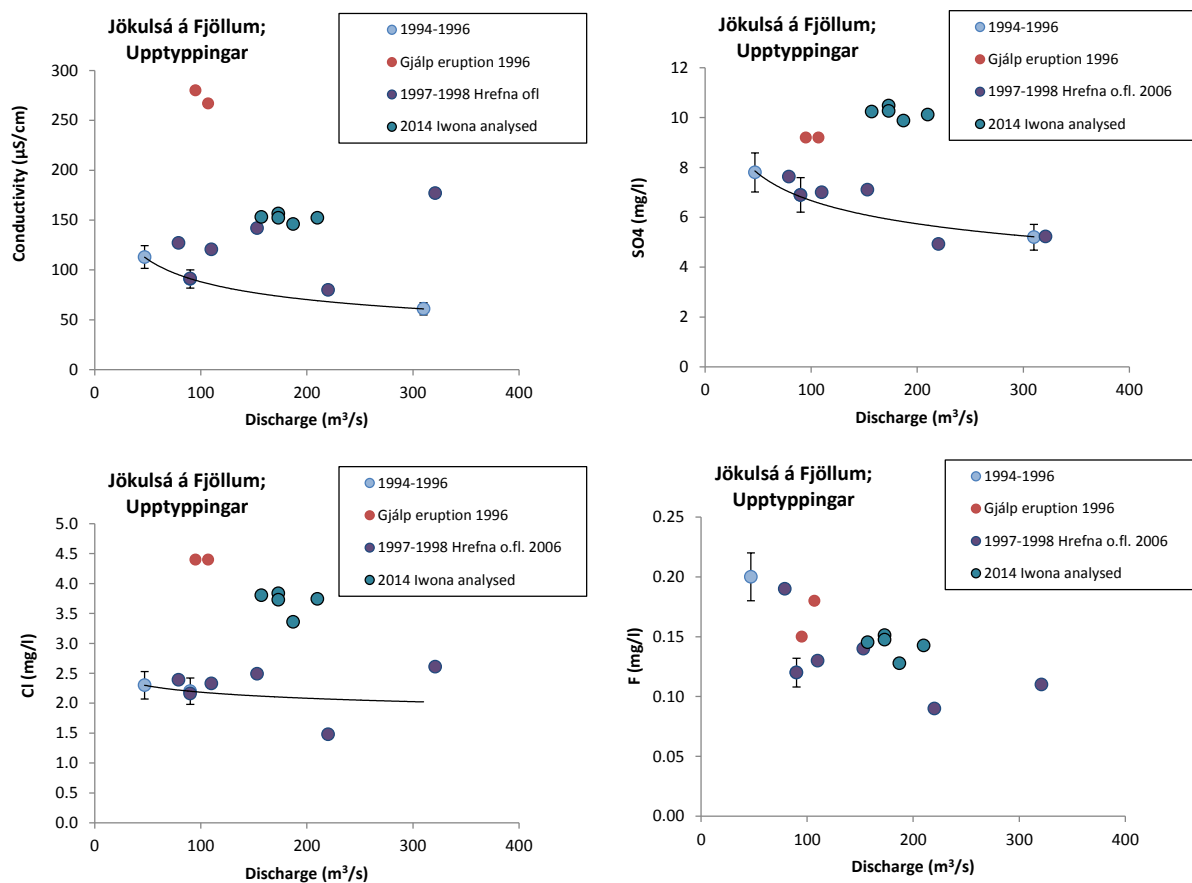 Jökulsá á Fjöllum;
Upptyppingar
1994-1996
Gjálp eruption 1996
1997-1998 Hrefna ofl
2014 Iwona analysed
300
250
200
150
100
50
0
Conductivity (µS/cm)
0 100 200 300 400
Discharge (m³/s)
Jökulsá á Fjöllum;
Upptyppingar
1994-1996
Gjálp eruption 1996
1997-1998 Hrefna o.fl. 2006
2014 Iwona analysed
12
10
8
6
4
2
0
SO4 (mg/l)
0 100 200 300 400
Discharge (m³/s)
Jökulsá á Fjöllum;
Upptyppingar
1994-1996
Gjálp eruption 1996
1997-1998 Hrefna o.fl. 2006
2014 Iwona analysed
5.0
4.5
4.0
3.5
3.0
2.5
2.0
1.5
1.0
0.5
0.0
Cl (mg/l)
0 100 200 300 400
Discharge (m³/s)
Jökulsá á Fjöllum;
Upptyppingar
1994-1996
Gjálp eruption 1996
1997-1998 Hrefna o.fl. 2006
2014 Iwona analysed
0.25
0.20
0.15
0.10
0.05
0.00
F (mg/l)
0 100 200 300 400
Discharge (m³/s)